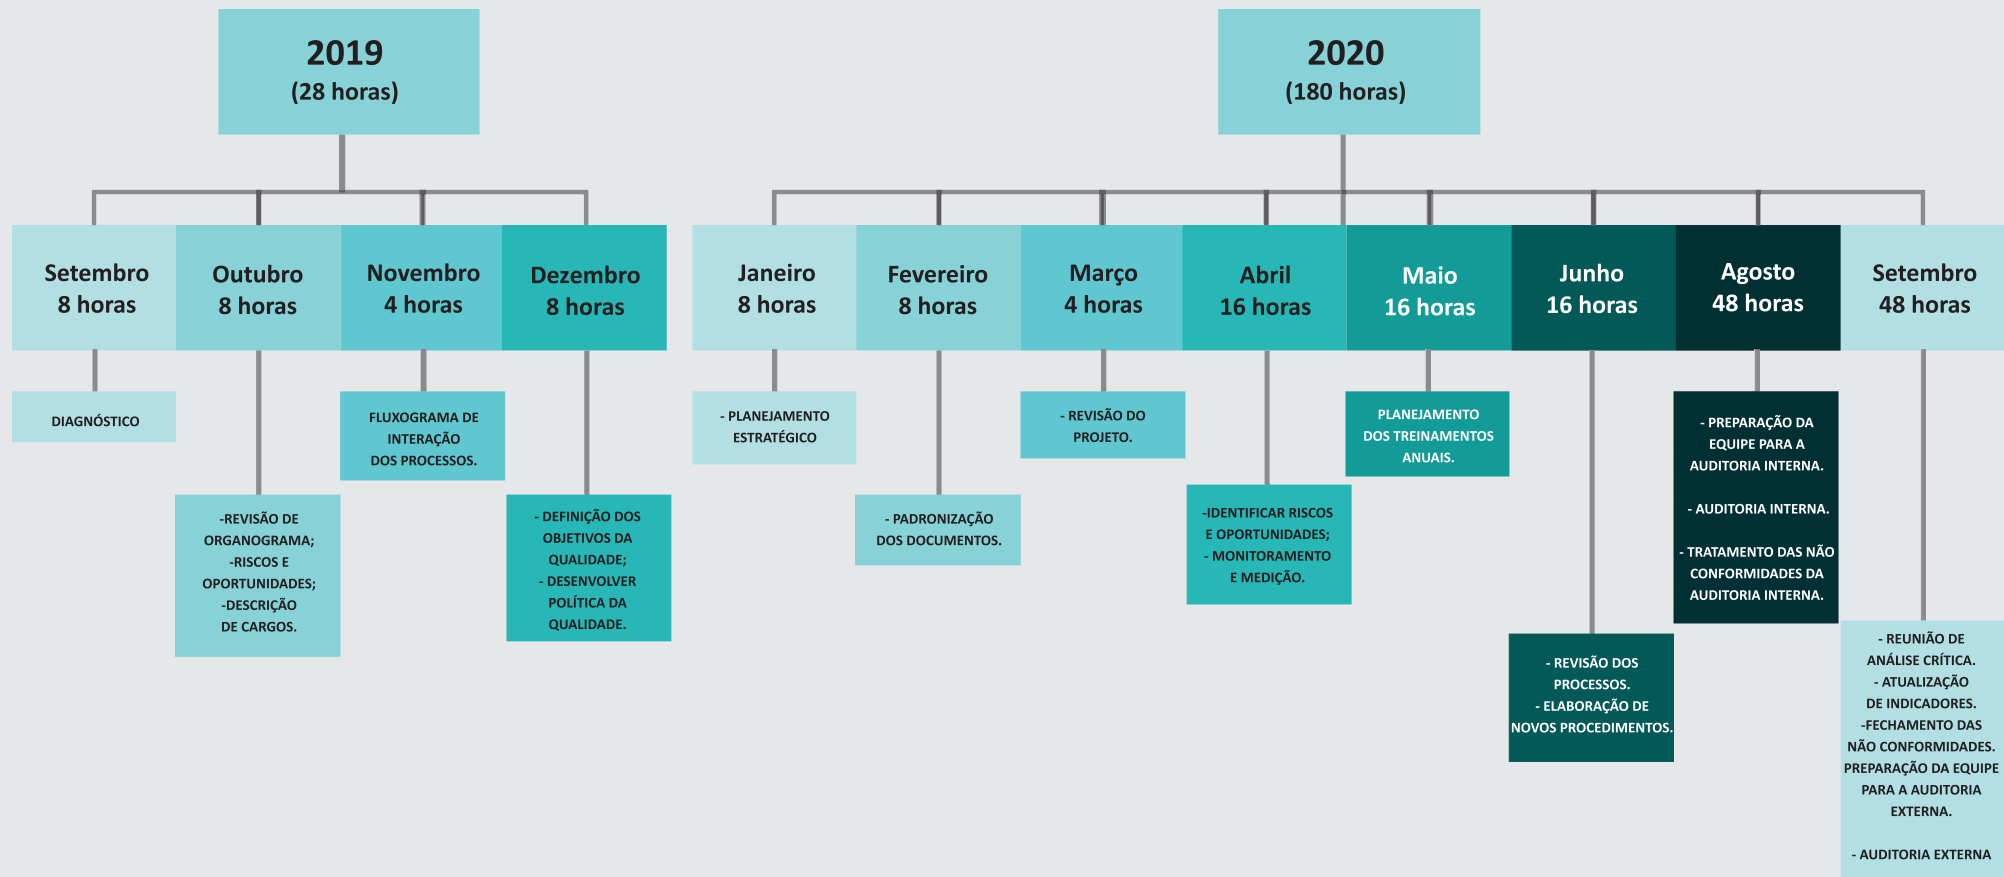 2019
(28 horas)
2020
(180 horas)
Setembro
8 horas
Outubro
8 horas
Novembro
4 horas
Dezembro
8 horas
Janeiro
8 horas
Fevereiro
8 horas
Março
4 horas
Abril
16 horas
Maio
16 horas
Junho
16 horas
Agosto
48 horas
Setembro
48 horas
DIAGNÓSTICO
-REVISÃO DE
ORGANOGRAMA;
-RISCOS E
OPORTUNIDADES;
-DESCRIÇÃO
DE CARGOS.
FLUXOGRAMA DE
INTERAÇÃO
DOS PROCESSOS.
- DEFINIÇÃO DOS
OBJETIVOS DA
QUALIDADE;
- DESENVOLVER
POLÍTICA DA
QUALIDADE.
- PLANEJAMENTO
ESTRATÉGICO
- PADRONIZAÇÃO
DOS DOCUMENTOS.
- REVISÃO DO
PROJETO.
-IDENTIFICAR RISCOS
E OPORTUNIDADES;
- MONITORAMENTO
E MEDIÇÃO.
PLANEJAMENTO
DOS TREINAMENTOS
ANUAIS.
- REVISÃO DOS
PROCESSOS.
- ELABORAÇÃO DE
NOVOS PROCEDIMENTOS.
- PREPARAÇÃO DA
EQUIPE PARA A
AUDITORIA INTERNA.
- AUDITORIA INTERNA.
- TRATAMENTO DAS NÃO
CONFORMIDADES DA
AUDITORIA INTERNA.
- REUNIÃO DE
ANÁLISE CRÍTICA.
- ATUALIZAÇÃO
DE INDICADORES.
-FECHAMENTO DAS
NÃO CONFORMIDADES.
PREPARAÇÃO DA EQUIPE
PARA A AUDITORIA
EXTERNA.
- AUDITORIA EXTERNA